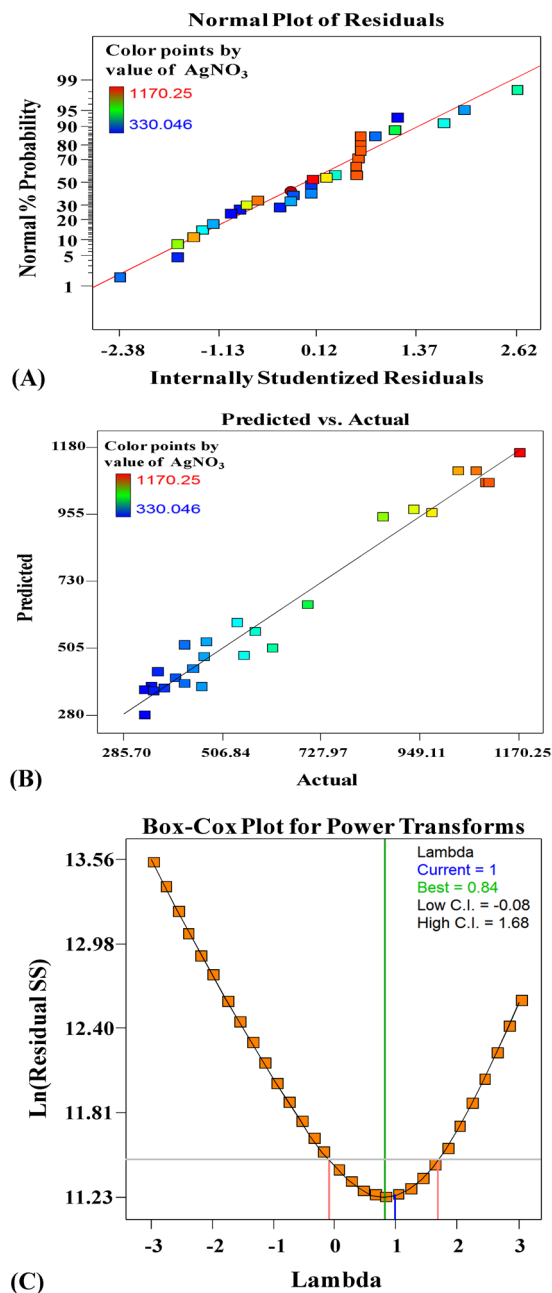 Normal Plot of Residuals
Color points by
value of AgNO3
1170.25
330.046
Normal % Probability
99
95
90
80
70
50
30
20
10
5
1
-2.38
-1.13
0.12
1.37
2.62
(A)
Internally Studentized Residuals
Predicted vs. Actual
Color points by
value of AgNO3
1170.25
330.046
Predicted
1180
955
730
505
280
285.70
506.84
727.97
949.11
1170.25
(B)
Actual
Box-Cox Plot for Power Transforms
Lambda
Current = 1
Best = 0.84
Low C.I. = -0.08
High C.I. = 1.68
Ln(Residual SS)
13.56
12.98
12.40
11.81
11.23
-3
-2
-1
0
1
2
3
(C)
Lambda